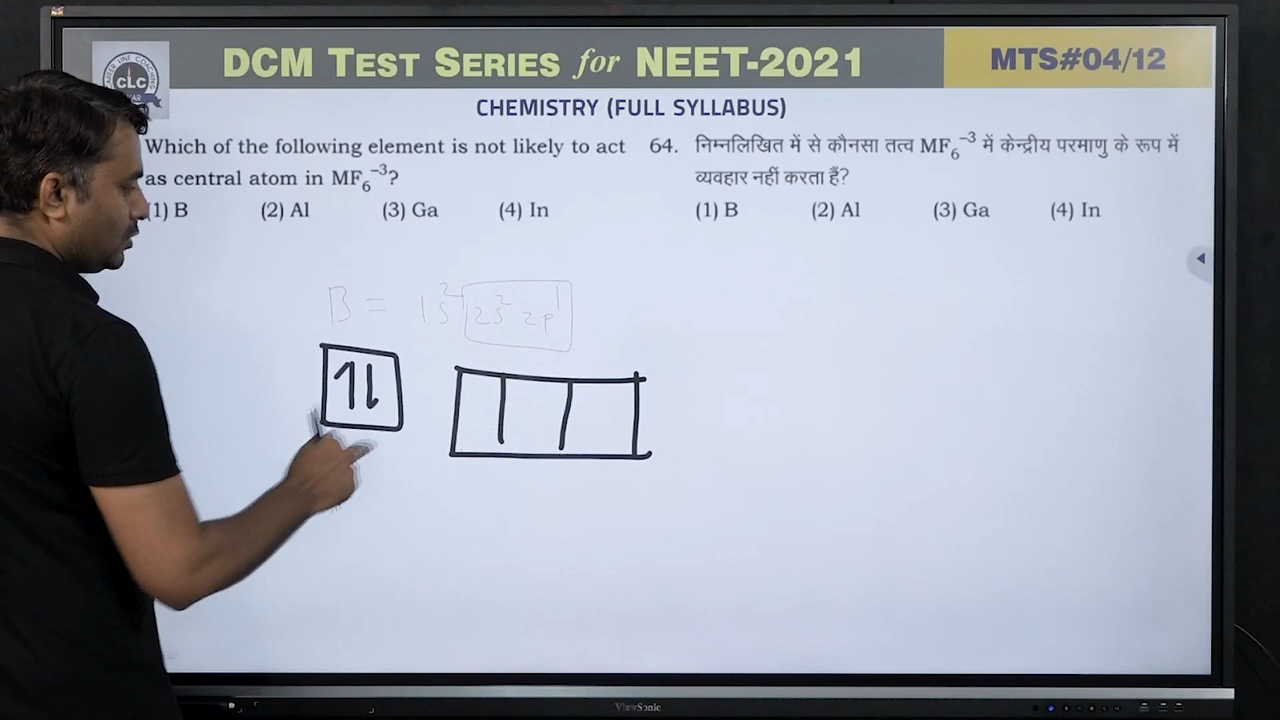 DCM TEST SERIES for NEET-2021
MTS#04/12
CLC
CHEMISTRY (FULL SYLLABUS)
Which of the following element is not likely to act
as central atom in MF₆⁻³?
(1) B (2) Al (3) Ga (4) In
64. निम्नलिखित में से कौनसा तत्व MF₆⁻³ में केन्द्रीय परमाणु के रूप में
व्यवहार नहीं करता हैं?
(1) B (2) Al (3) Ga (4) In
B = 1s² 2s² 2p¹
ViewSonic